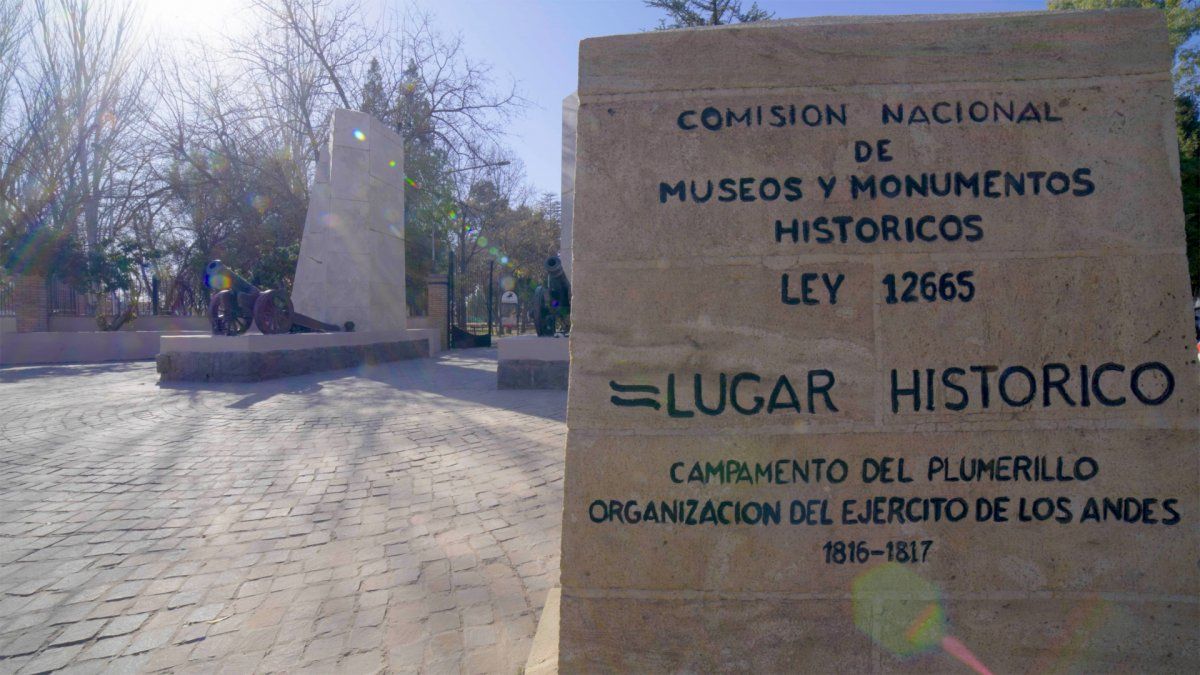 COMISION NACIONAL
DE
MUSEOS Y MONUMENTOS
HISTORICOS
LEY 12665
=LUGAR HISTORICO
CAMPAMENTO DEL PLUMERILLO
ORGANIZACION DEL EJERCITO DE LOS ANDES
1816-1817